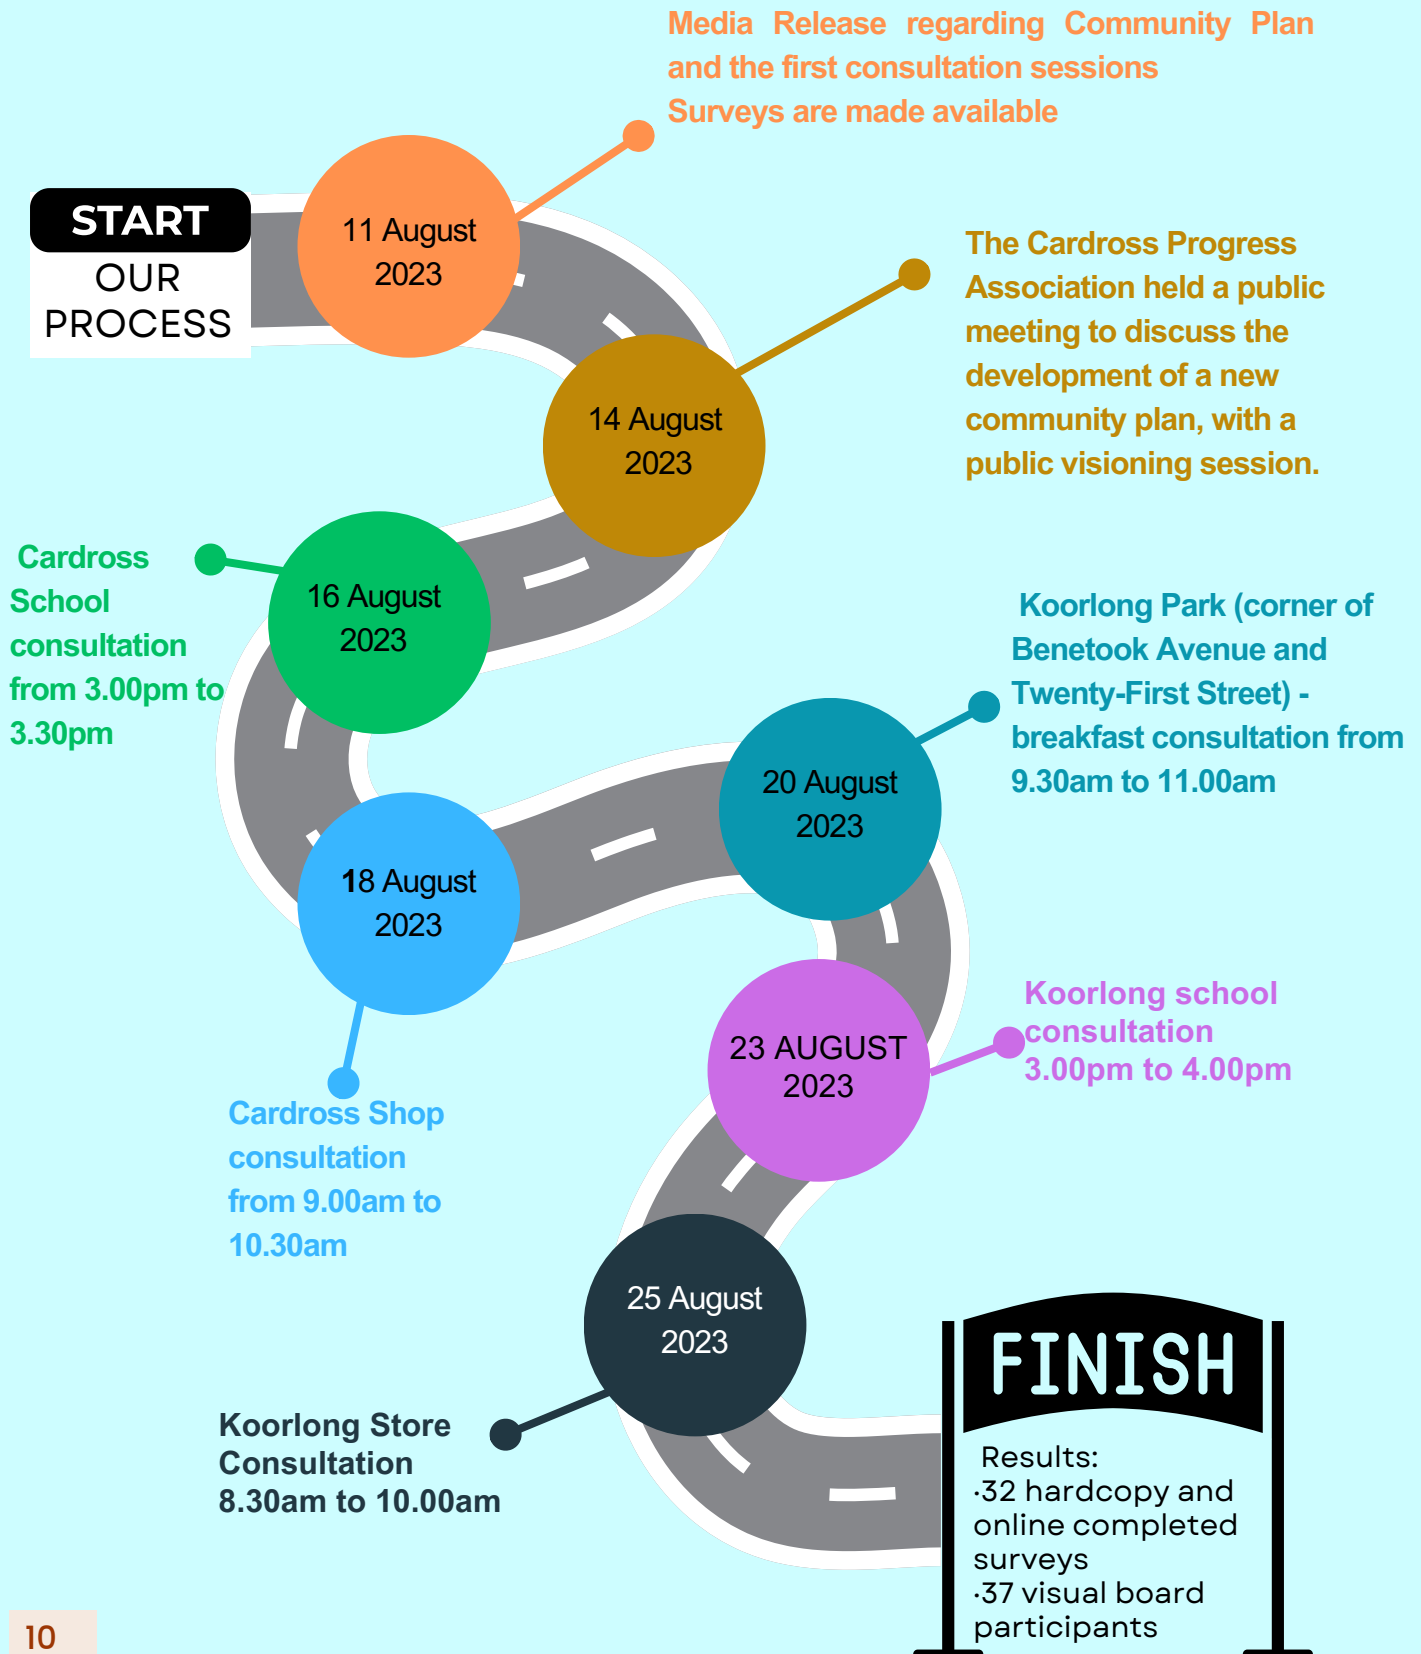 Media Release regarding Community Plan
and the first consultation sessions
Surveys are made available
START
OUR
PROCESS
11 August
2023
The Cardross Progress
Association held a public
meeting to discuss the
development of a new
community plan, with a
public visioning session.
14 August
2023
Cardross
School
consultation
from 3.00pm to
3.30pm
16 August
2023
Koorlong Park (corner of
Benetook Avenue and
Twenty-First Street) -
breakfast consultation from
9.30am to 11.00am
20 August
2023
18 August
2023
Cardross Shop
consultation
from 9.00am to
10.30am
Koorlong school
consultation
3.00pm to 4.00pm
23 AUGUST
2023
25 August
2023
Koorlong Store
Consultation
8.30am to 10.00am
FINISH
Results:
·32 hardcopy and
online completed
surveys
·37 visual board
participants
10